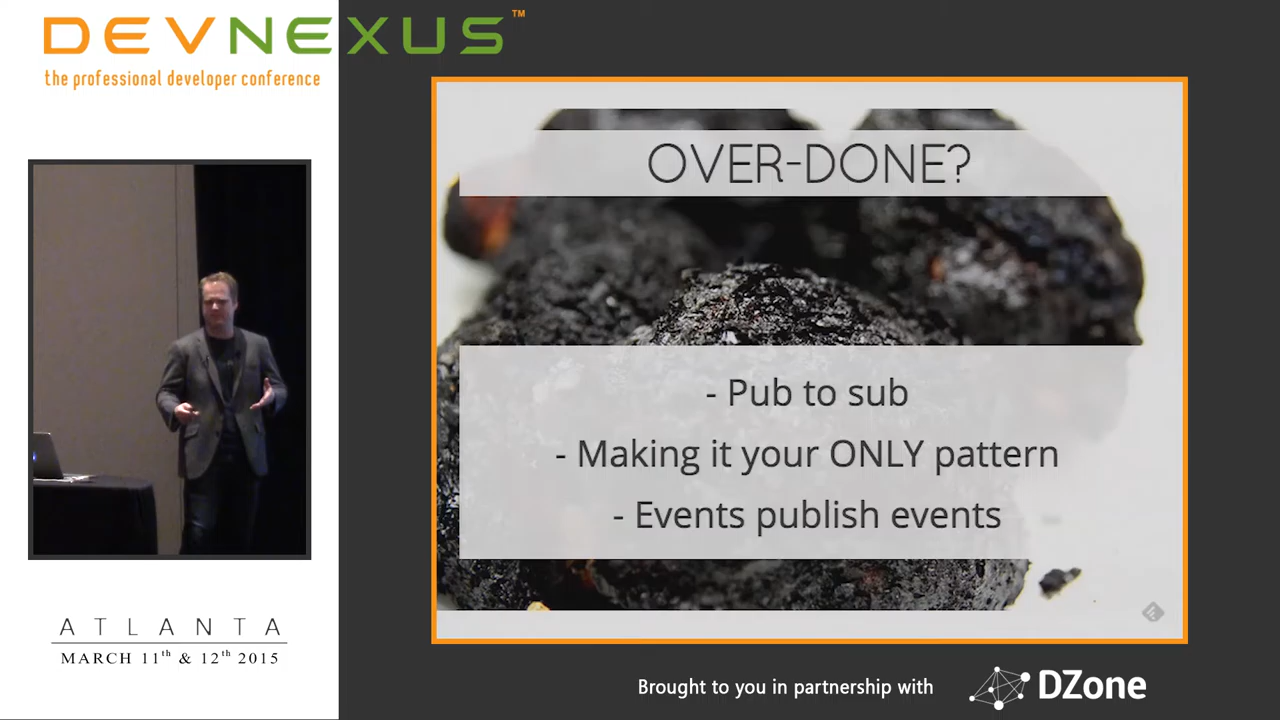 DEVNEXUS™
the professional developer conference
OVER-DONE?
- Pub to sub
- Making it your ONLY pattern
- Events publish events
ATLANTA
MARCH 11th & 12th 2015
Brought to you in partnership with DZone